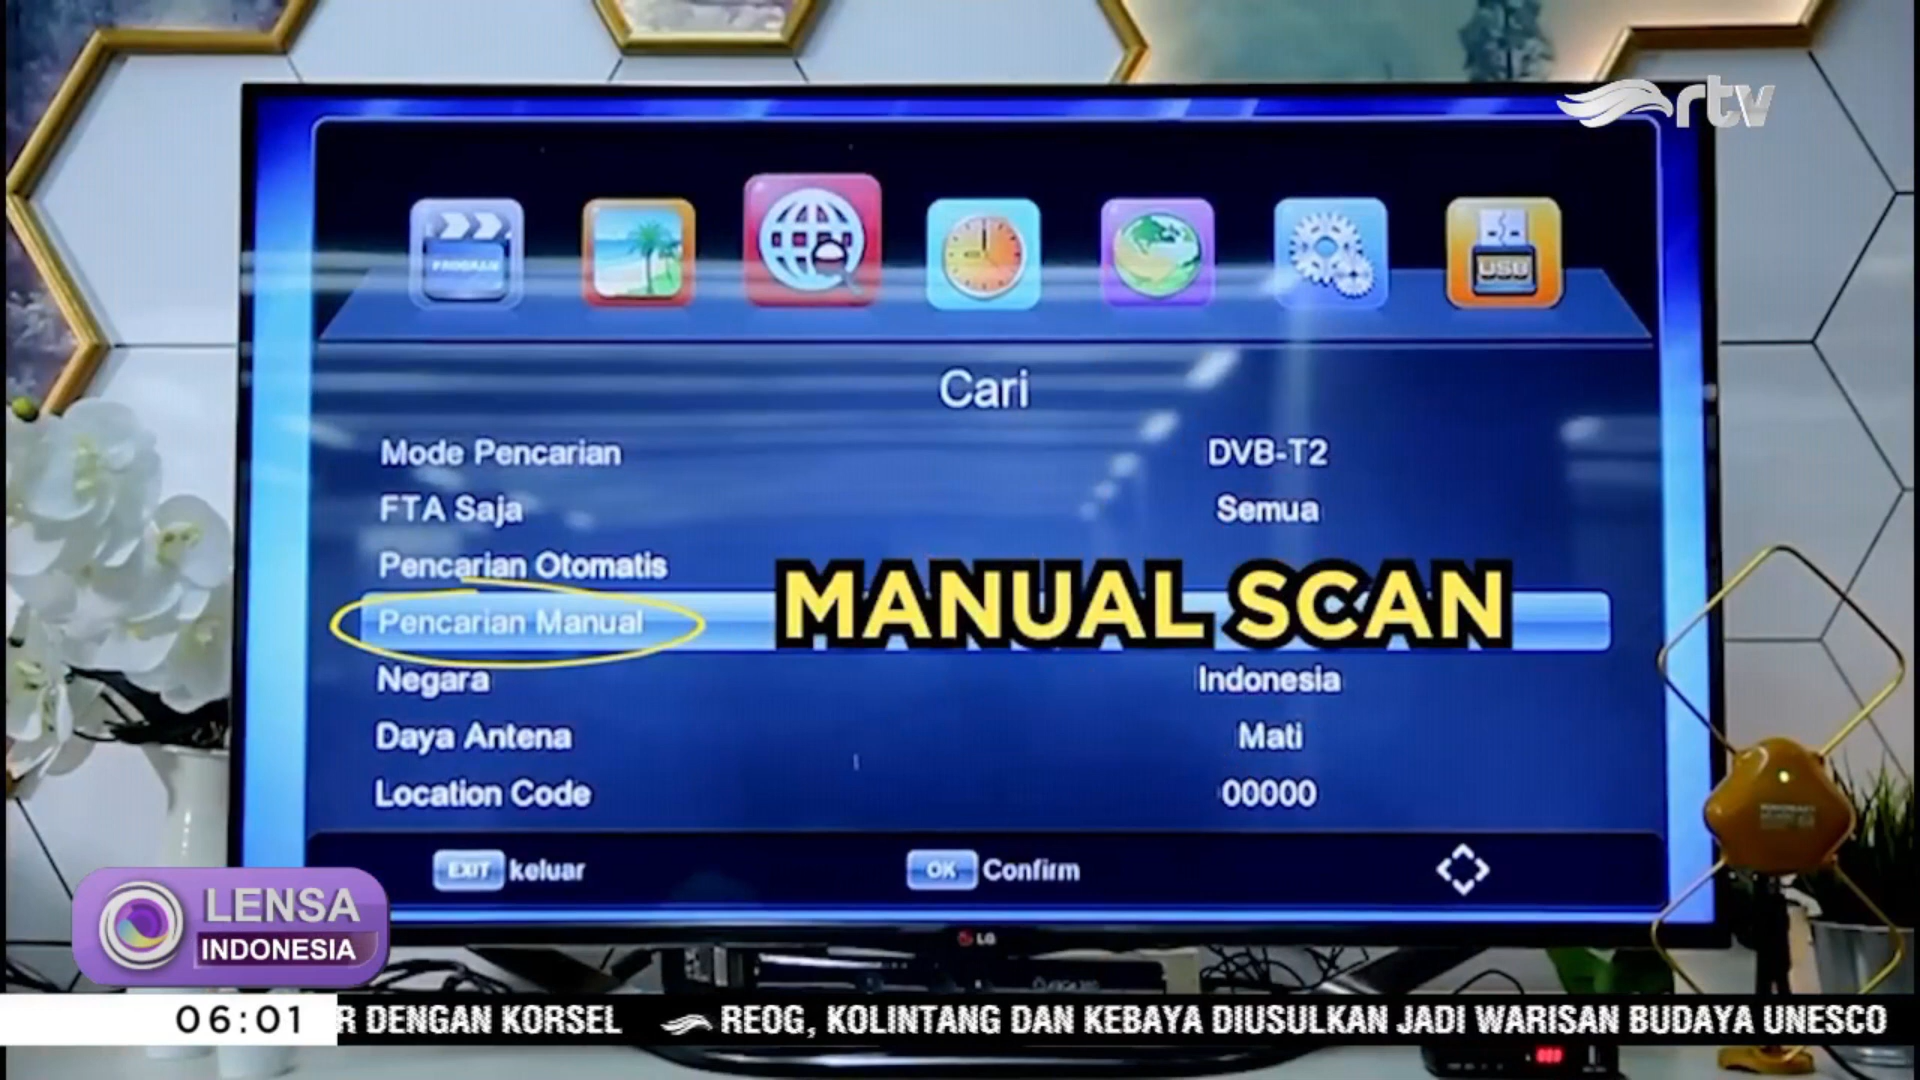 rtv
PROGRAM
USB
Cari
Mode Pencarian DVB-T2
FTA Saja Semua
Pencarian Otomatis
Pencarian Manual
MANUAL SCAN
Negara Indonesia
Daya Antena Mati
Location Code 00000
EXIT keluar OK Confirm
LG
LENSA
INDONESIA
06:01 R DENGAN KORSEL REOG, KOLINTANG DAN KEBAYA DIUSULKAN JADI WARISAN BUDAYA UNESCO